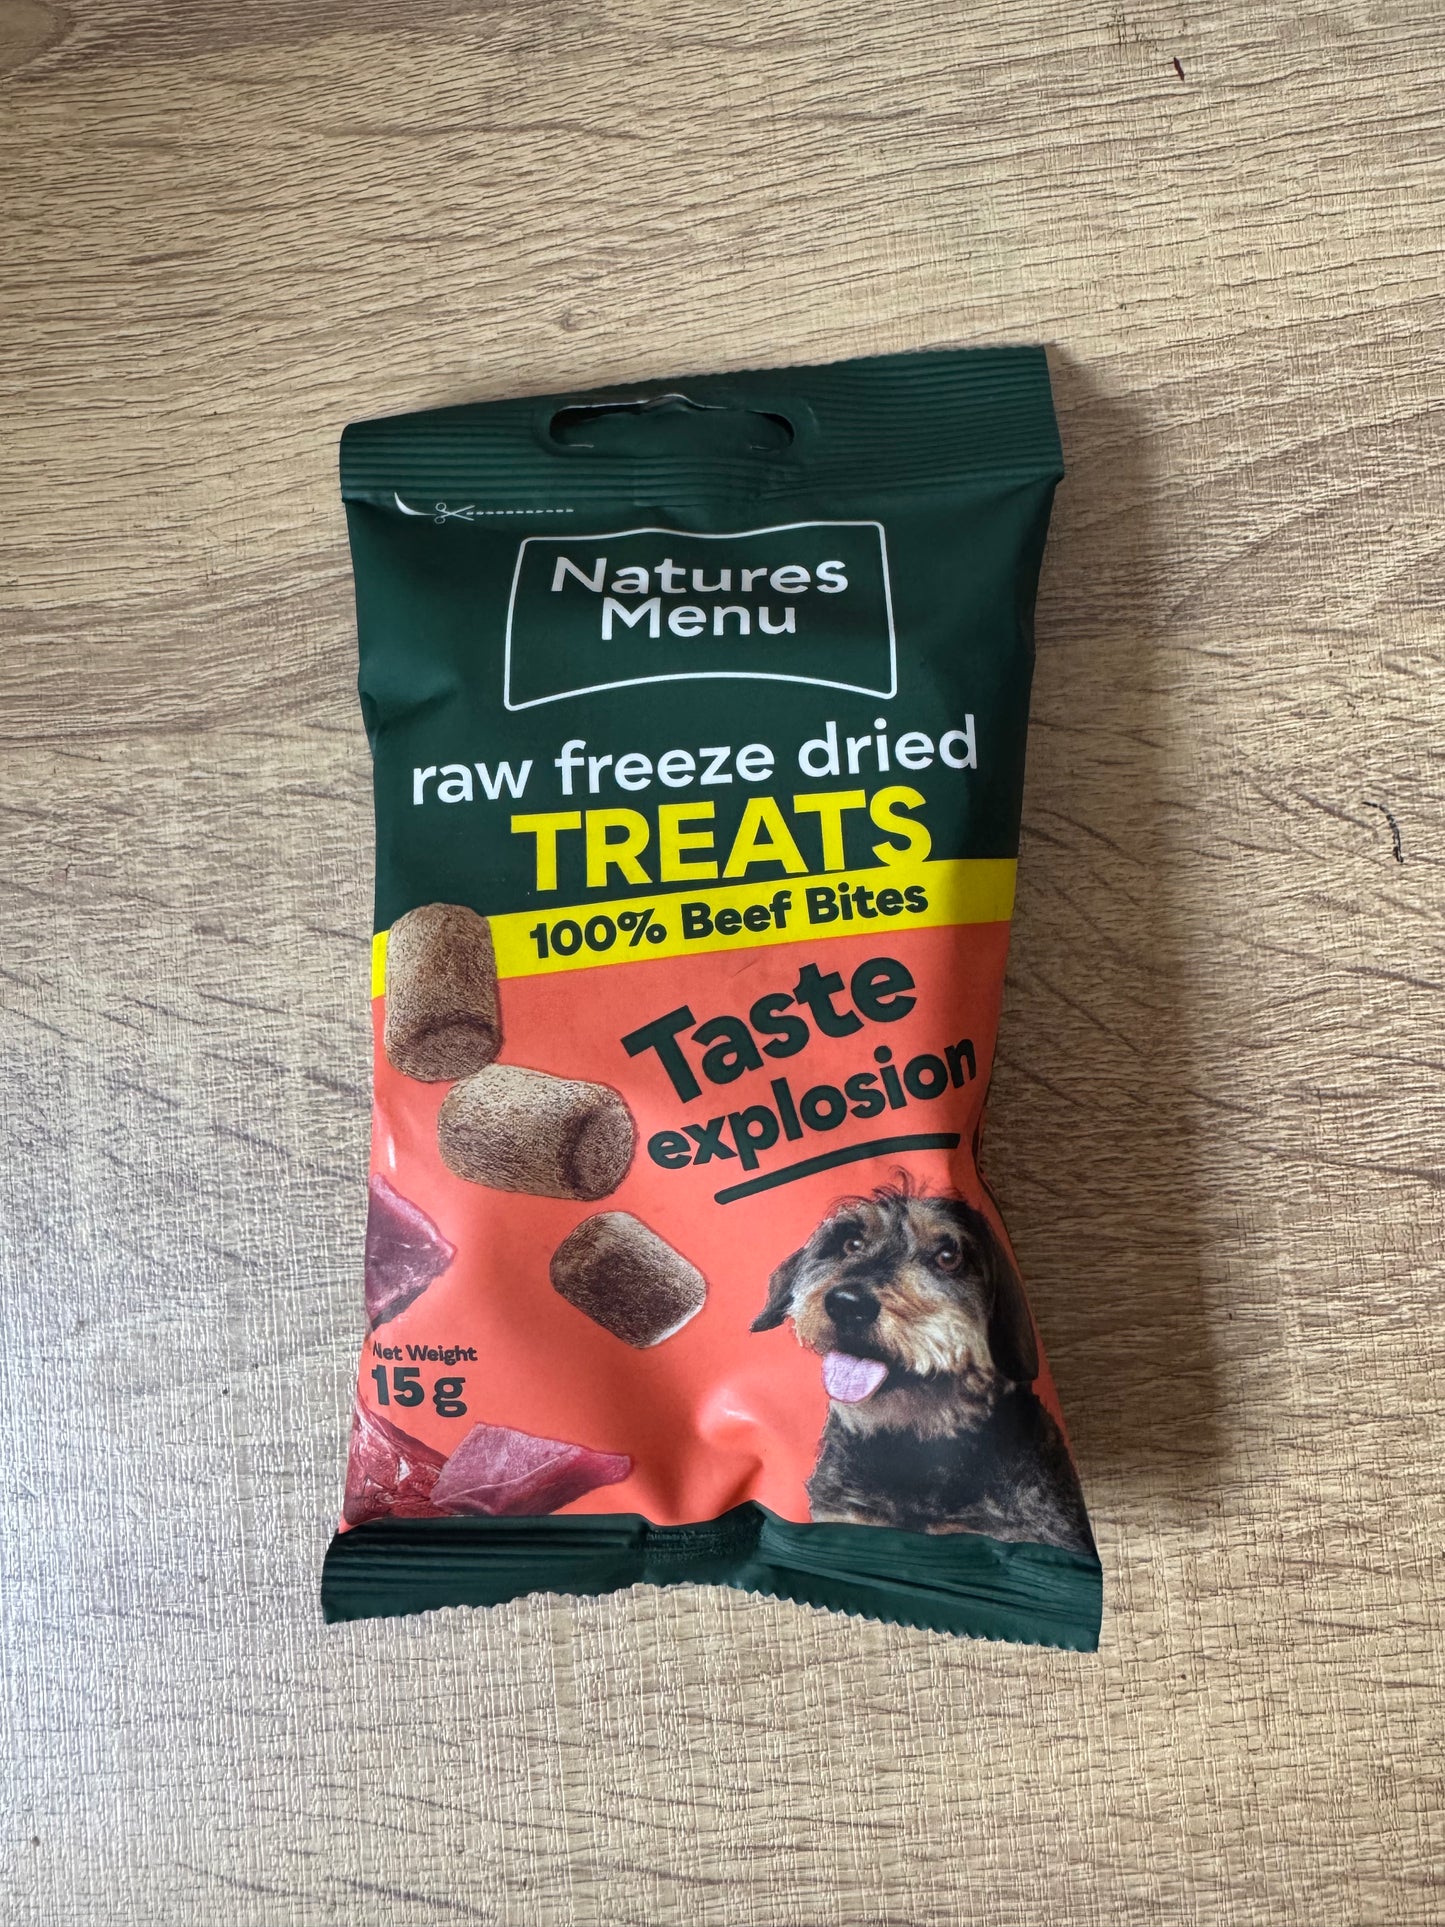 Natures
Menu
raw freeze dried
TREATS
100% Beef Bites
Taste
explosion
Net Weight
15g